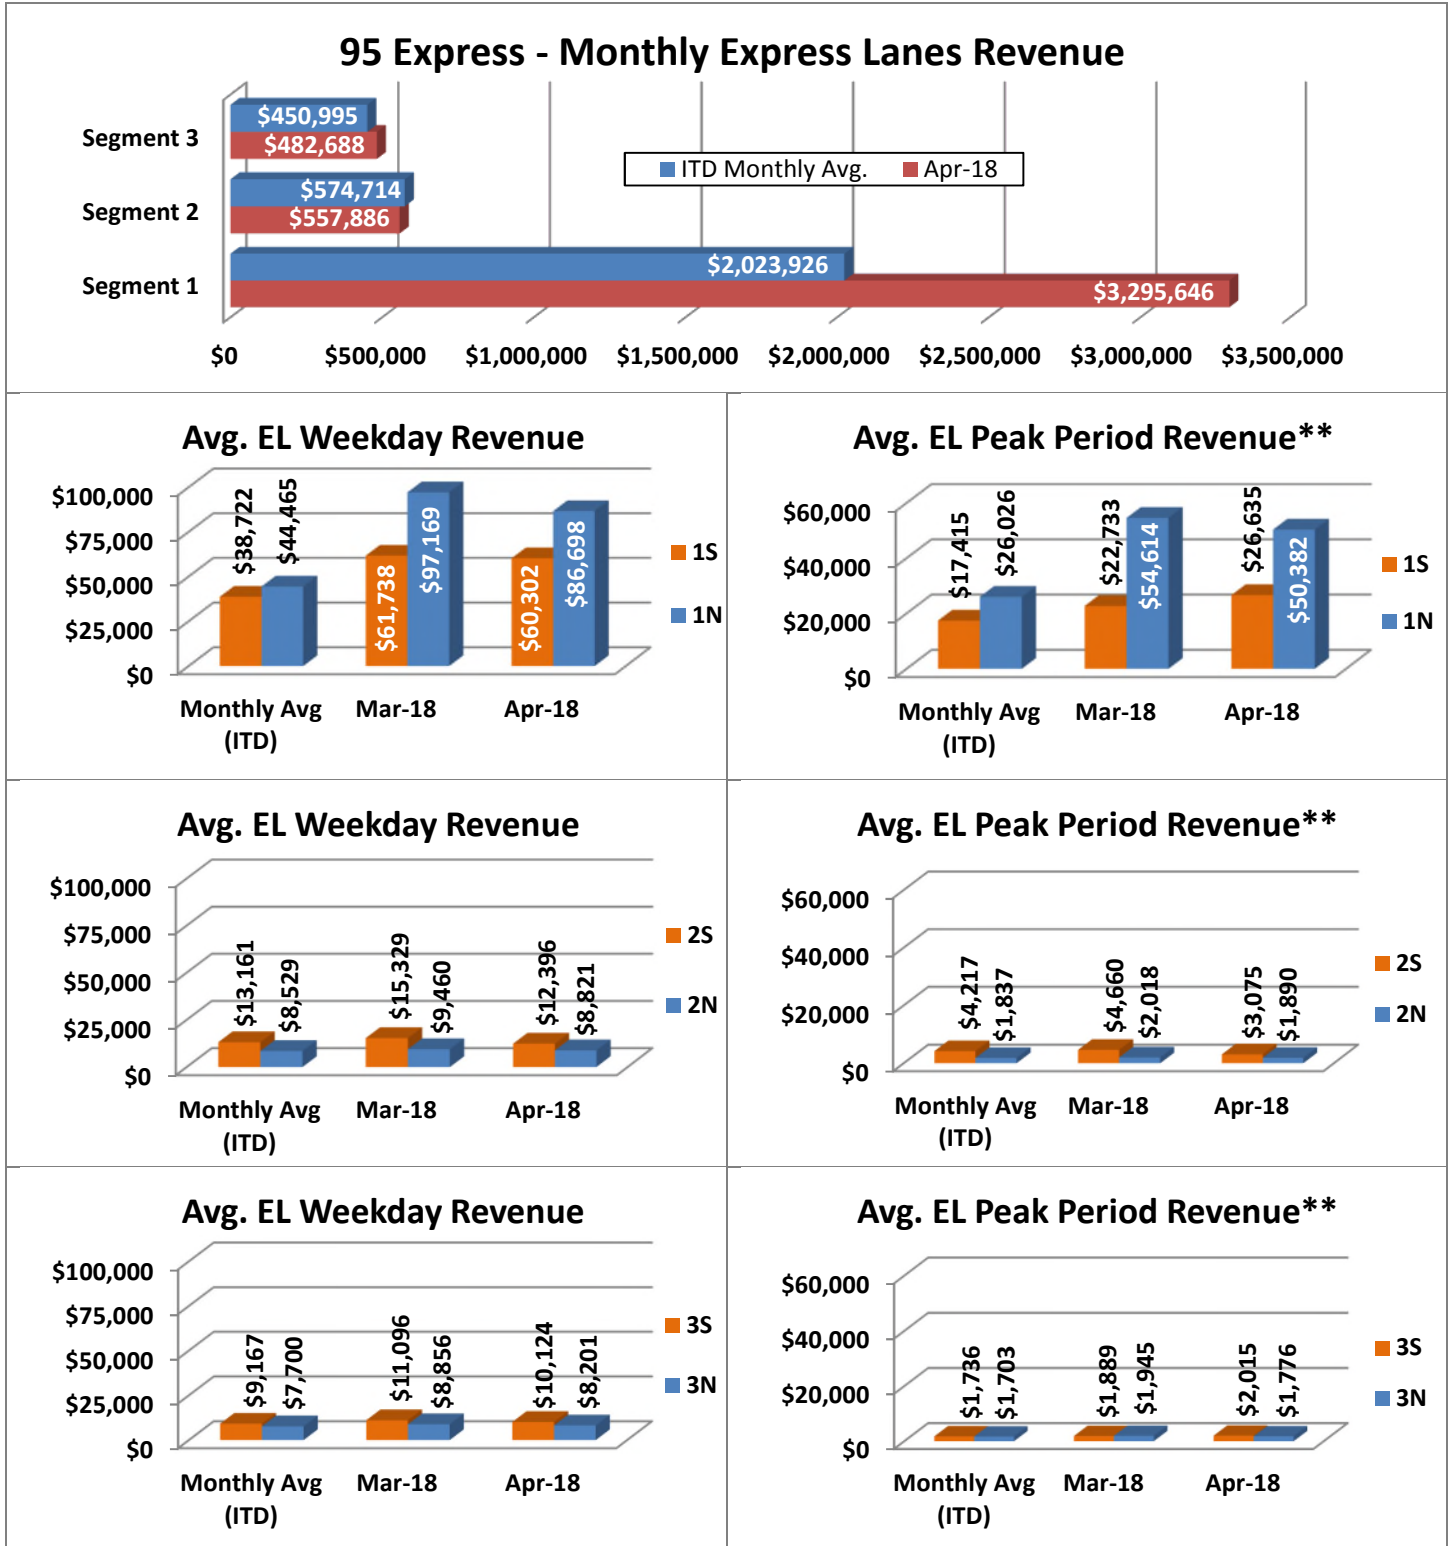 95 Express - Monthly Express Lanes Revenue
Segment 3
$450,995
$482,688
ITD Monthly Avg.
Apr-18
Segment 2
$574,714
$557,886
Segment 1
$2,023,926
$3,295,646
$0 $500,000 $1,000,000 $1,500,000 $2,000,000 $2,500,000 $3,000,000 $3,500,000
Avg. EL Weekday Revenue
$100,000
$75,000
$50,000
$25,000
$0
$38,722
$44,465
$61,738
$97,169
$60,302
$86,698
1S
1N
Monthly Avg (ITD)
Mar-18
Apr-18
Avg. EL Peak Period Revenue**
$60,000
$40,000
$20,000
$0
$17,415
$26,026
$22,733
$54,614
$26,635
$50,382
1S
1N
Monthly Avg (ITD)
Mar-18
Apr-18
Avg. EL Weekday Revenue
$100,000
$75,000
$50,000
$25,000
$0
$13,161
$8,529
$15,329
$9,460
$12,396
$8,821
2S
2N
Monthly Avg (ITD)
Mar-18
Apr-18
Avg. EL Peak Period Revenue**
$60,000
$40,000
$20,000
$0
$4,217
$1,837
$4,660
$2,018
$3,075
$1,890
2S
2N
Monthly Avg (ITD)
Mar-18
Apr-18
Avg. EL Weekday Revenue
$100,000
$75,000
$50,000
$25,000
$0
$9,167
$7,700
$11,096
$8,856
$10,124
$8,201
3S
3N
Monthly Avg (ITD)
Mar-18
Apr-18
Avg. EL Peak Period Revenue**
$60,000
$40,000
$20,000
$0
$1,736
$1,703
$1,889
$1,945
$2,015
$1,776
3S
3N
Monthly Avg (ITD)
Mar-18
Apr-18